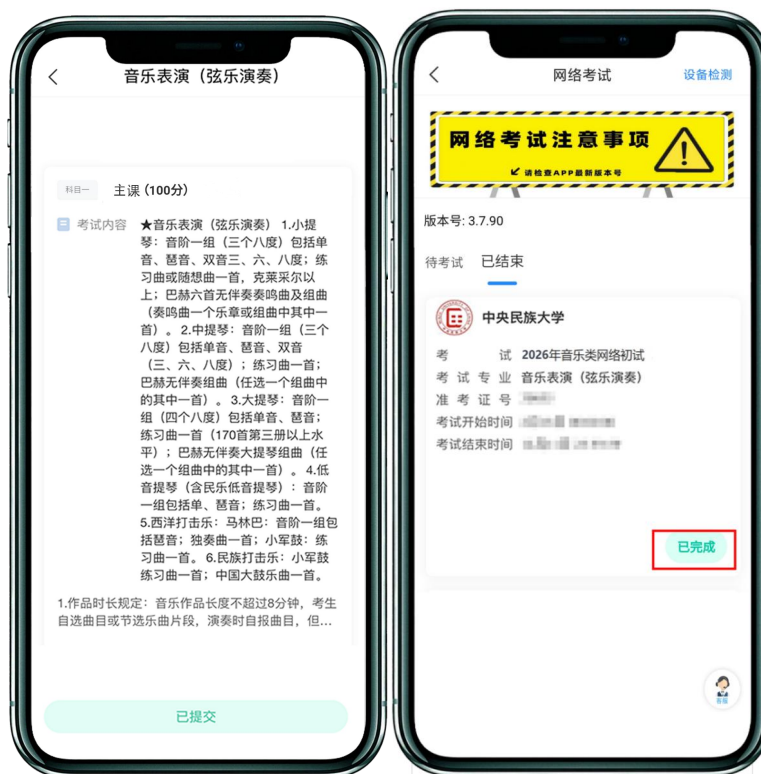 音乐表演（弦乐演奏）
科目一 主课 (100分)
考试内容 ★音乐表演（弦乐演奏） 1.小提
琴：音阶一组（三个八度）包括单
音、琶音、双音三、六、八度；练
习曲或随想曲一首，克莱采尔以
上；巴赫六首无伴奏奏鸣曲及组曲
（奏鸣曲一个乐章或组曲中其中一
首）。 2.中提琴：音阶一组（三个
八度）包括单音、琶音、双音
（三、六、八度）；练习曲一首；
巴赫无伴奏组曲（任选一个组曲中
的其中一首）。 3.大提琴：音阶一
组（四个八度）包括单音、琶音；
练习曲一首（170首第三册以上水
平）；巴赫无伴奏大提琴组曲（任
选一个组曲中的其中一首）。 4.低
音提琴（含民乐低音提琴）：音阶
一组包括单、琶音；练习曲一首。
5.西洋打击乐：马林巴：音阶一组包
括琶音；独奏曲一首；小军鼓：练
习曲一首。 6.民族打击乐：小军鼓
练习曲一首；中国大鼓乐曲一首。
1.作品时长规定：音乐作品长度不超过8分钟，考生
自选曲目或节选乐曲片段，演奏时自报曲目，但...
已提交
网络考试 设备检测
网络考试注意事项
请检查APP最新版本号
版本号: 3.7.90
待考试 已结束
中央民族大学
考试 2026年音乐类网络初试
考试专业 音乐表演（弦乐演奏）
准考证号
考试开始时间
考试结束时间
已完成
客服